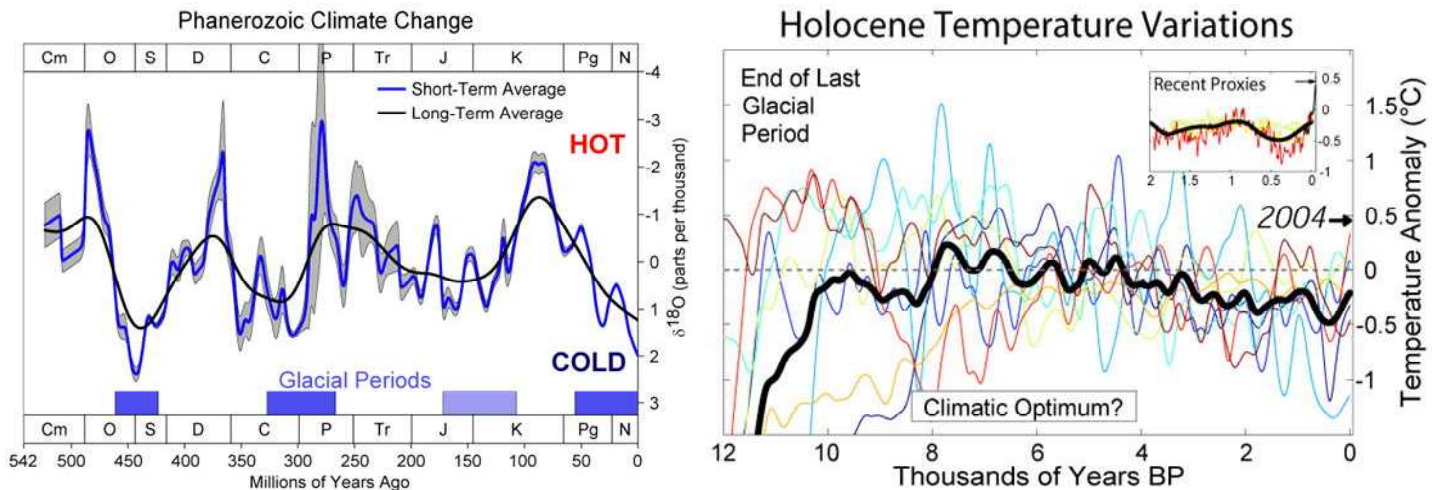 Phanerozoic Climate Change
Cm O S D C P Tr J K Pg N
Short-Term Average
Long-Term Average
HOT
COLD
Glacial Periods
-4
-3
-2
-1
0
1
2
3
δ18O (parts per thousand)
Cm O S D C P Tr J K Pg N
542 500 450 400 350 300 250 200 150 100 50 0
Millions of Years Ago
Holocene Temperature Variations
End of Last
Glacial
Period
Recent Proxies
0.5
0
-0.5
-1
2 1.5 1 0.5 0
2004
Climatic Optimum?
1.5
1
0.5
0
-0.5
-1
Temperature Anomaly (°C)
12 10 8 6 4 2 0
Thousands of Years BP